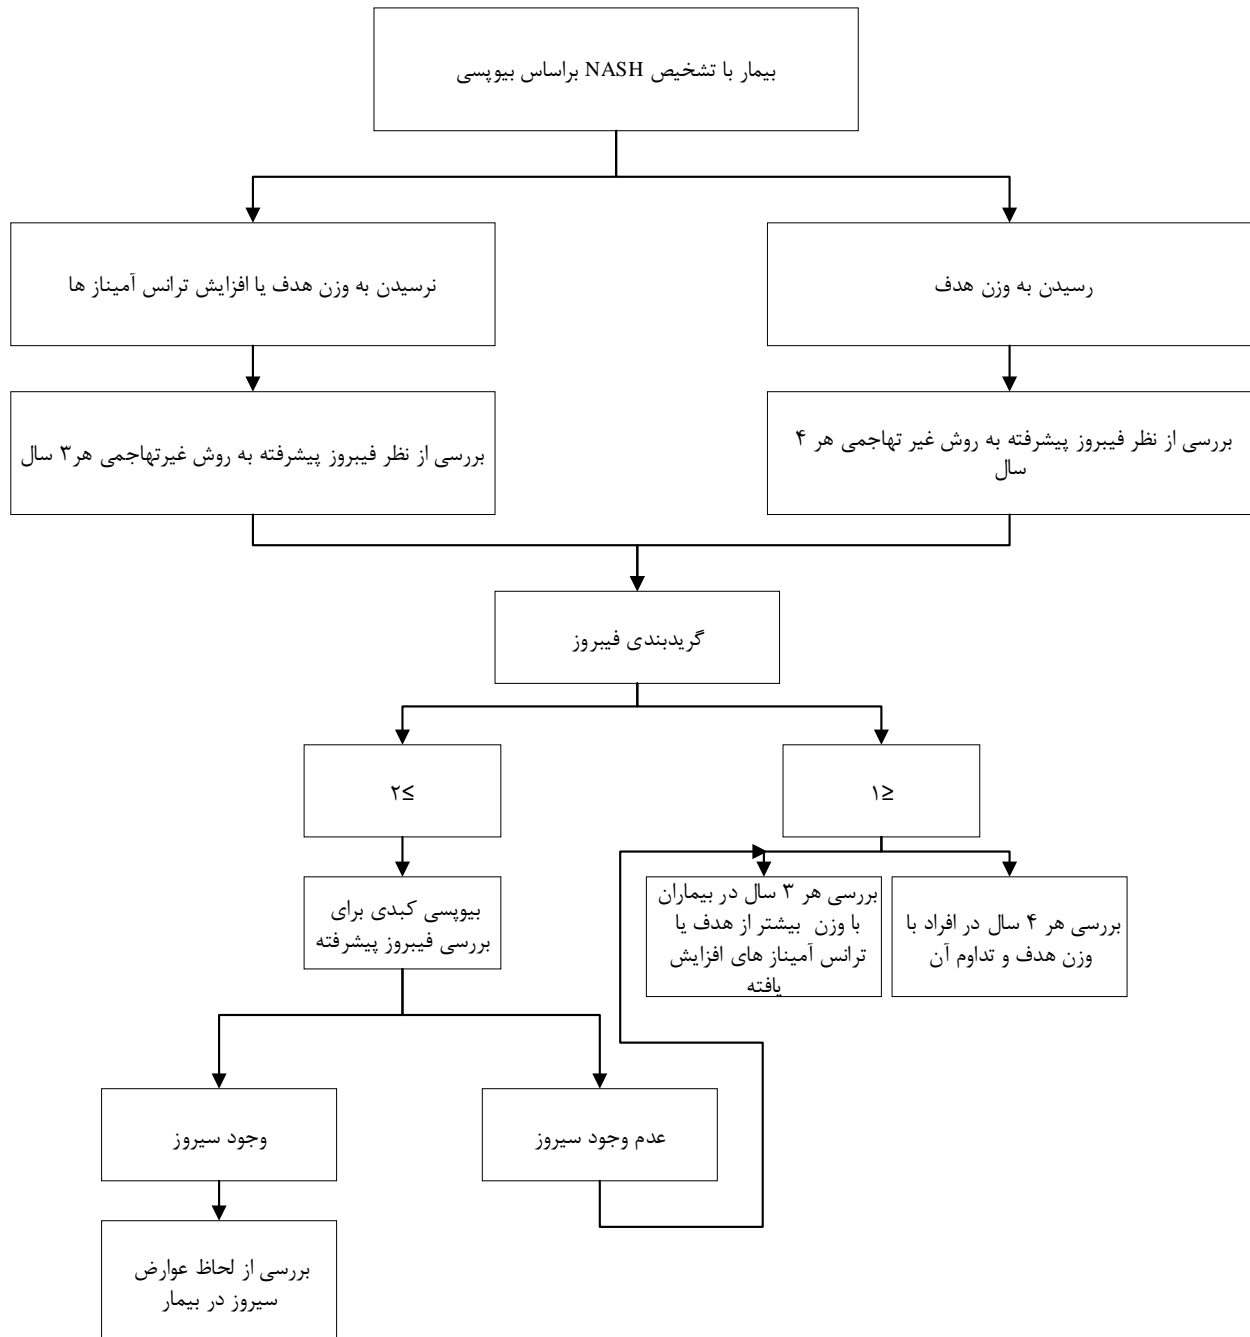 بیمار با تشخیص NASH براساس بیوپسی
رسیدن به وزن هدف
نرسیدن به وزن هدف یا افزایش ترانس آمیناز ها
بررسی از نظر فیبروز پیشرفته به روش غیر تهاجمی هر ۴
سال
بررسی از نظر فیبروز پیشرفته به روش غیرتهاجمی هر۳ سال
گریدبندی فیبروز
۱≥
۲≤
بررسی هر ۴ سال در افراد با
وزن هدف و تداوم آن
بررسی هر ۳ سال در بیماران
با وزن بیشتر از هدف یا
ترانس آمیناز های افزایش
یافته
بیوپسی کبدی برای
بررسی فیبروز پیشرفته
عدم وجود سیروز
وجود سیروز
بررسی از لحاظ عوارض
سیروز در بیمار